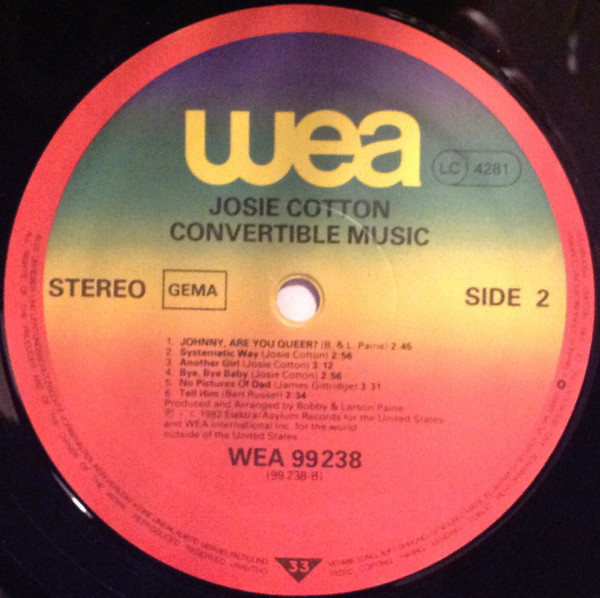 wea
LC 4281
JOSIE COTTON
CONVERTIBLE MUSIC
STEREO GEMA SIDE 2
1. JOHNNY, ARE YOU QUEER? (B. & L. Paine) 2:45
2. Systematic Way (Josie Cotton) 2:56
3. Another Girl (Josie Cotton) 3:12
4. Bye, Bye Baby (Josie Cotton) 2:56
5. No Pictures Of Dad (James Gittridge) 3:31
6. Tell Him (Bert Russell) 2:34
Produced and Arranged by Bobby & Larson Paine
℗ . c. 1982 Elektra/Asylum Records for the United States
and WEA International Inc. for the world
outside of the United States
WEA 99 238
(99 238-B)
33